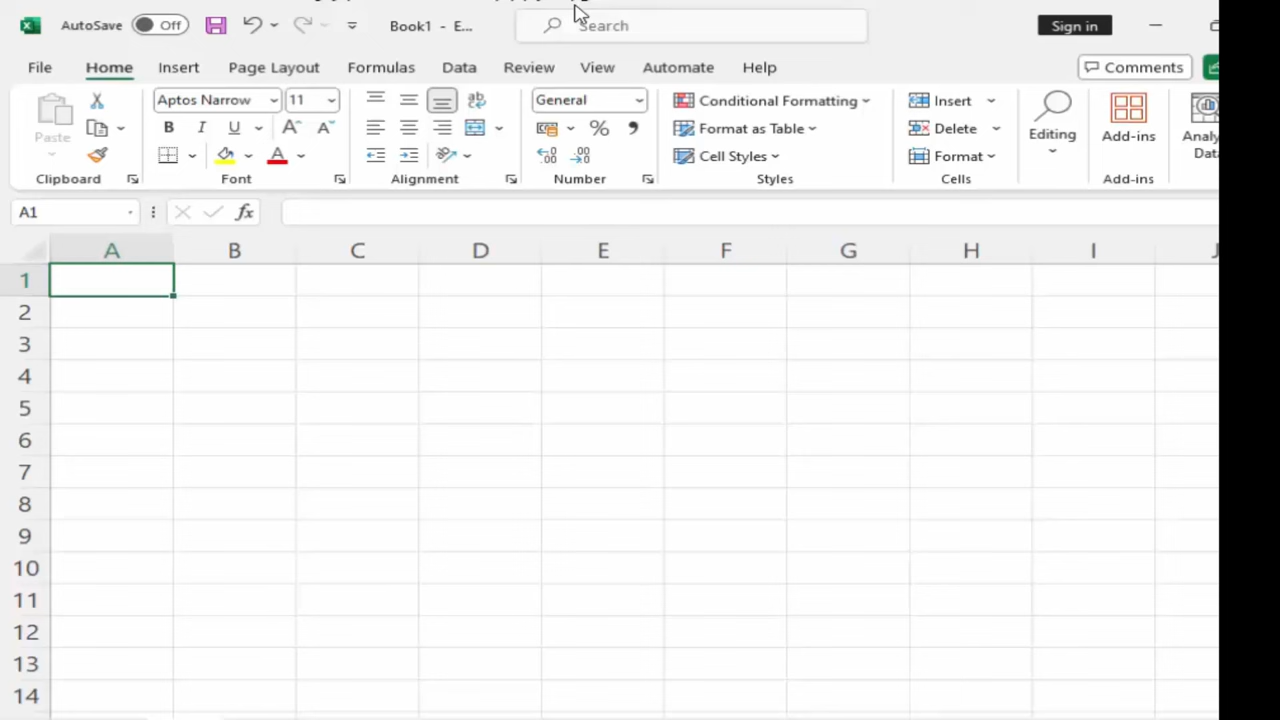 AutoSave Off Book1 - E... Search Sign in
File Home Insert Page Layout Formulas Data Review View Automate Help Comments
Paste Aptos Narrow 11 General Conditional Formatting Insert Editing Add-ins
B I U A A % Format as Table Delete
A Cell Styles Format
Clipboard Font Alignment Number Styles Cells Add-ins
A1 fx
A B C D E F G H I
1
2
3
4
5
6
7
8
9
10
11
12
13
14